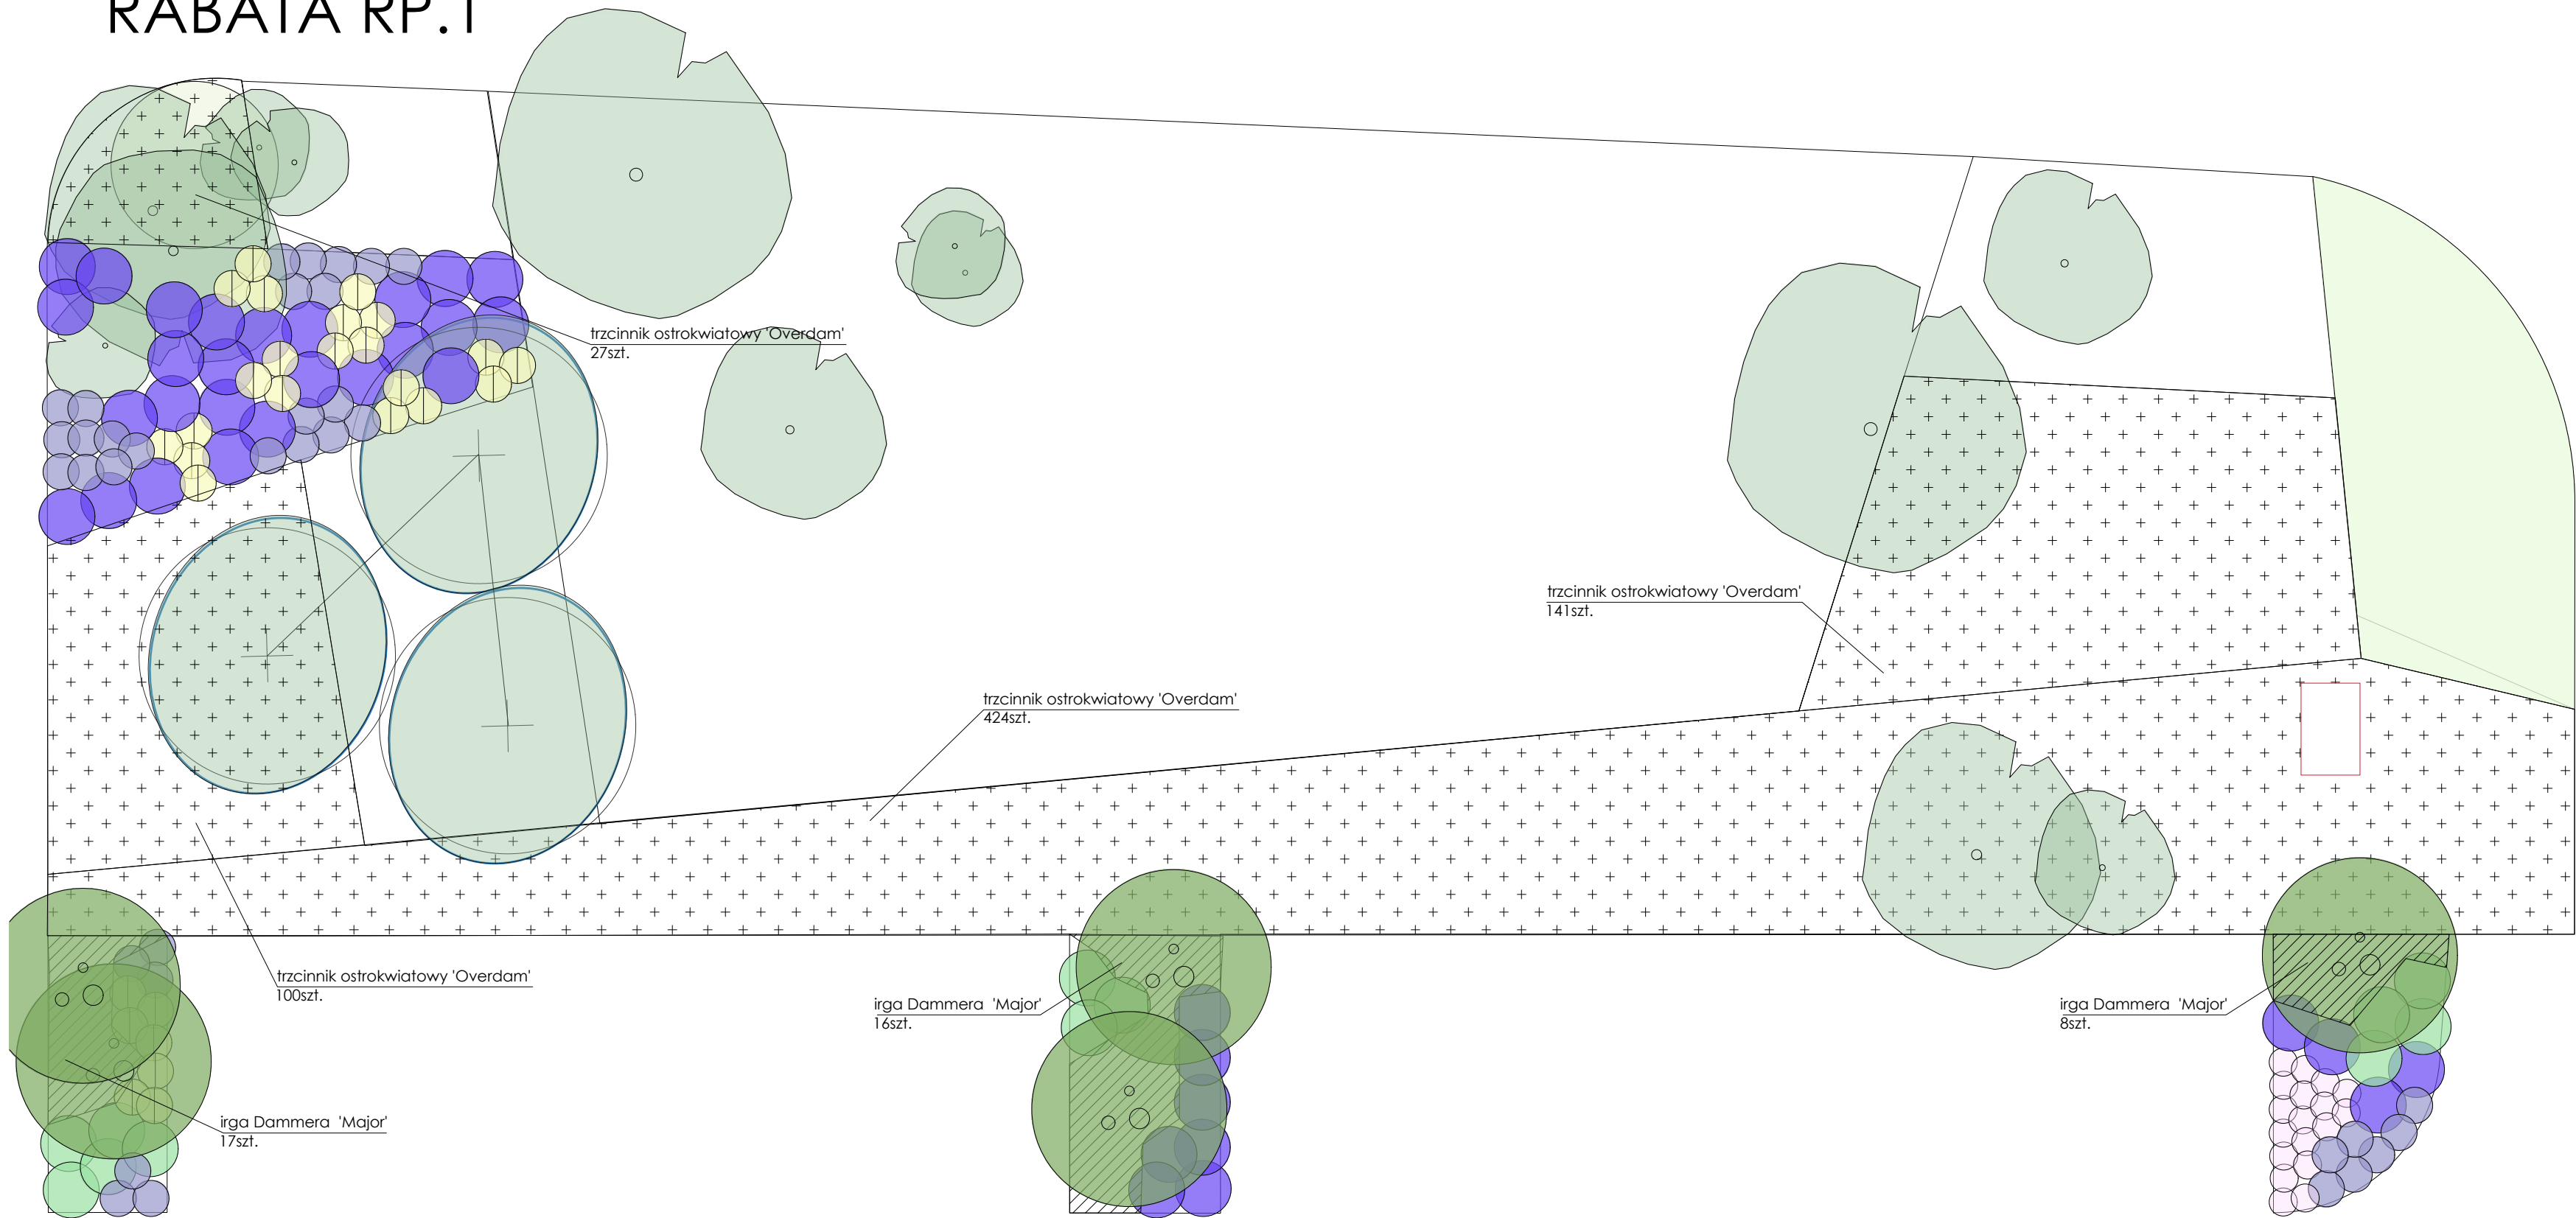 RABATA RP.1
trzcinnik ostrokwiatowy 'Overdam'
27szt.
trzcinnik ostrokwiatowy 'Overdam'
141szt.
trzcinnik ostrokwiatowy 'Overdam'
424szt.
trzcinnik ostrokwiatowy 'Overdam'
100szt.
irga Dammera 'Major'
16szt.
irga Dammera 'Major'
8szt.
irga Dammera 'Major'
17szt.